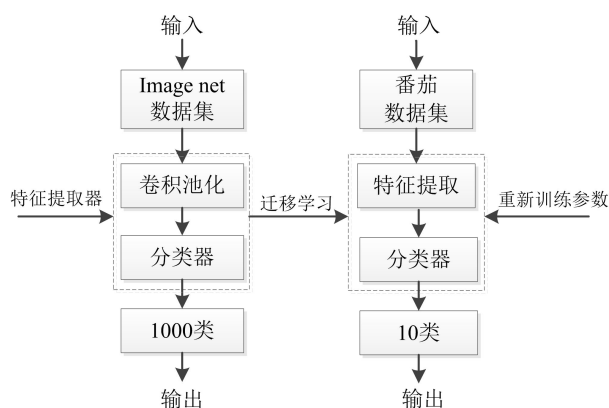 输入
Image net
数据集
卷积池化
特征提取器
分类器
1000类
输出
迁移学习
输入
番茄
数据集
特征提取
重新训练参数
分类器
10类
输出